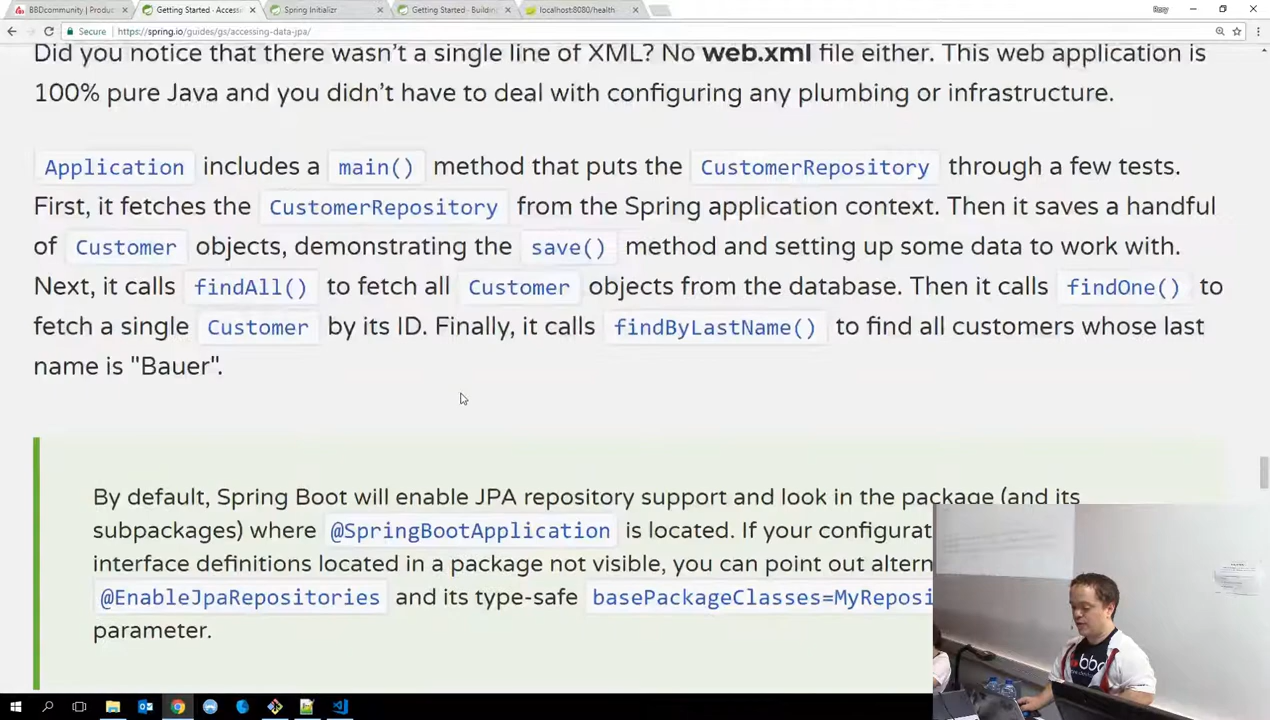 BBDcommunity | Produc
Getting Started · Access
Spring Initializr
Getting Started · Buildin
localhost:8080/health
Secure
https://spring.io/guides/gs/accessing-data-jpa/
Did you notice that there wasn't a single line of XML? No web.xml file either. This web application is
100% pure Java and you didn't have to deal with configuring any plumbing or infrastructure.
Application includes a main() method that puts the CustomerRepository through a few tests.
First, it fetches the CustomerRepository from the Spring application context. Then it saves a handful
of Customer objects, demonstrating the save() method and setting up some data to work with.
Next, it calls findAll() to fetch all Customer objects from the database. Then it calls findOne() to
fetch a single Customer by its ID. Finally, it calls findByLastName() to find all customers whose last
name is "Bauer".
By default, Spring Boot will enable JPA repository support and look in the package (and its
subpackages) where @SpringBootApplication is located. If your configurat
interface definitions located in a package not visible, you can point out altern
@EnableJpaRepositories and its type-safe basePackageClasses=MyReposi
parameter.
bbd